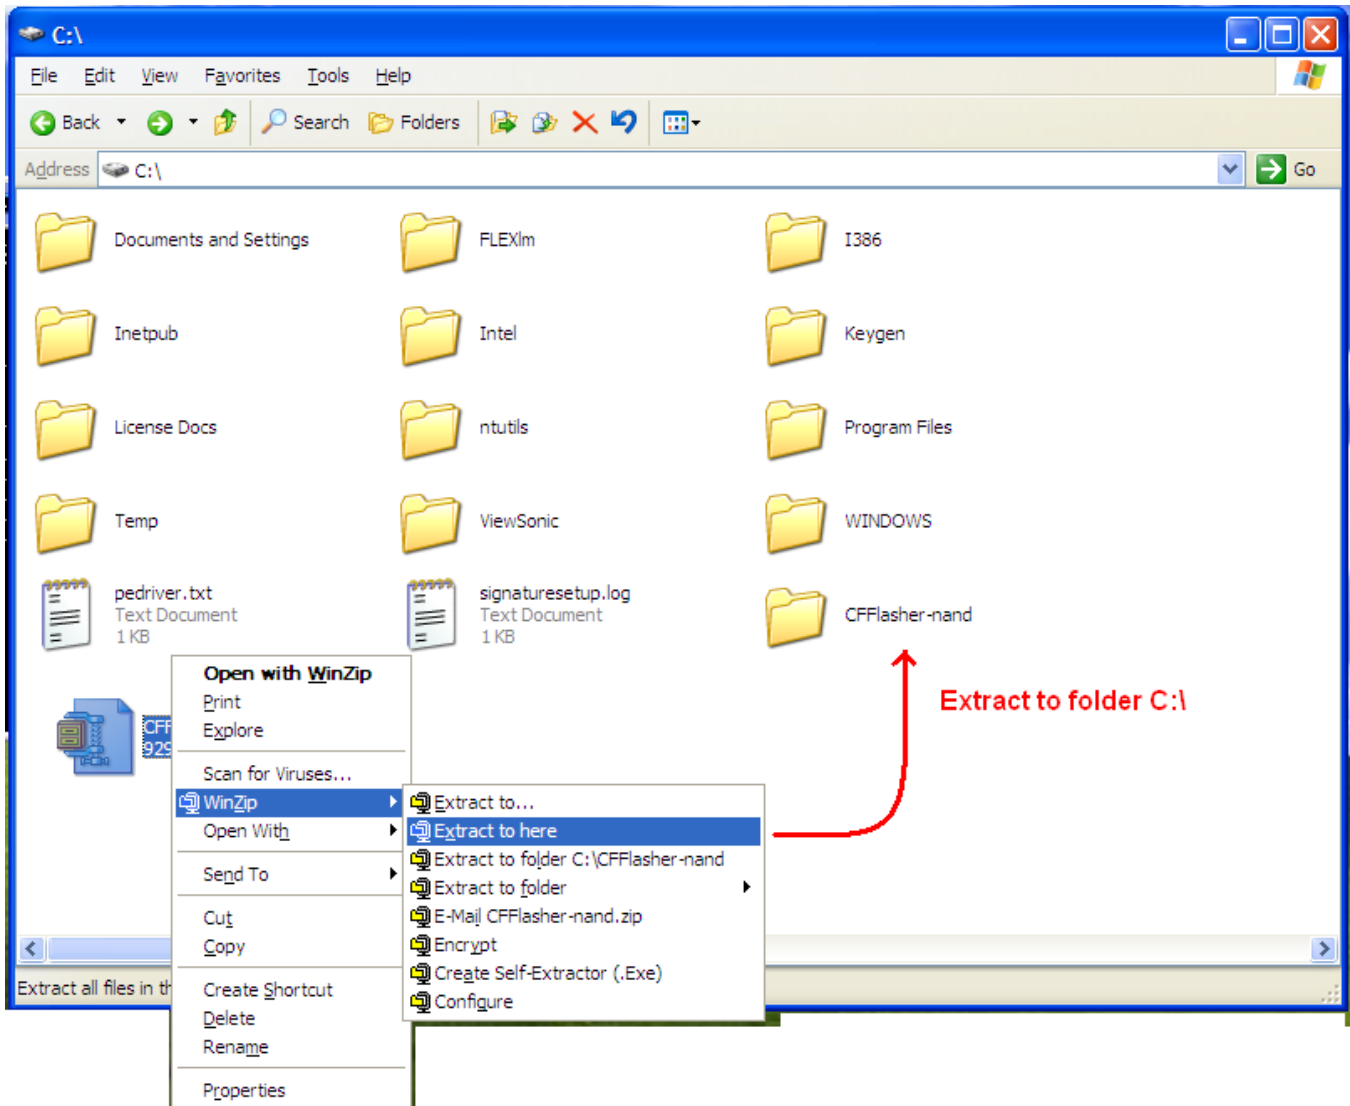 C:\
File Edit View Favorites Tools Help
Back Search Folders
Address C:\ Go
Documents and Settings
FLEXlm
I386
Inetpub
Intel
Keygen
License Docs
ntutils
Program Files
Temp
ViewSonic
WINDOWS
pedriver.txt
Text Document
1 KB
signaturesetup.log
Text Document
1 KB
CFFlasher-nand
Extract to folder C:\
CFF
929
Open with WinZip
Print
Explore
Scan for Viruses...
WinZip
Open With
Send To
Cut
Copy
Create Shortcut
Delete
Rename
Properties
Extract to...
Extract to here
Extract to folder C:\CFFlasher-nand
Extract to folder
E-Mail CFFlasher-nand.zip
Encrypt
Create Self-Extractor (.Exe)
Configure
Extract all files in th